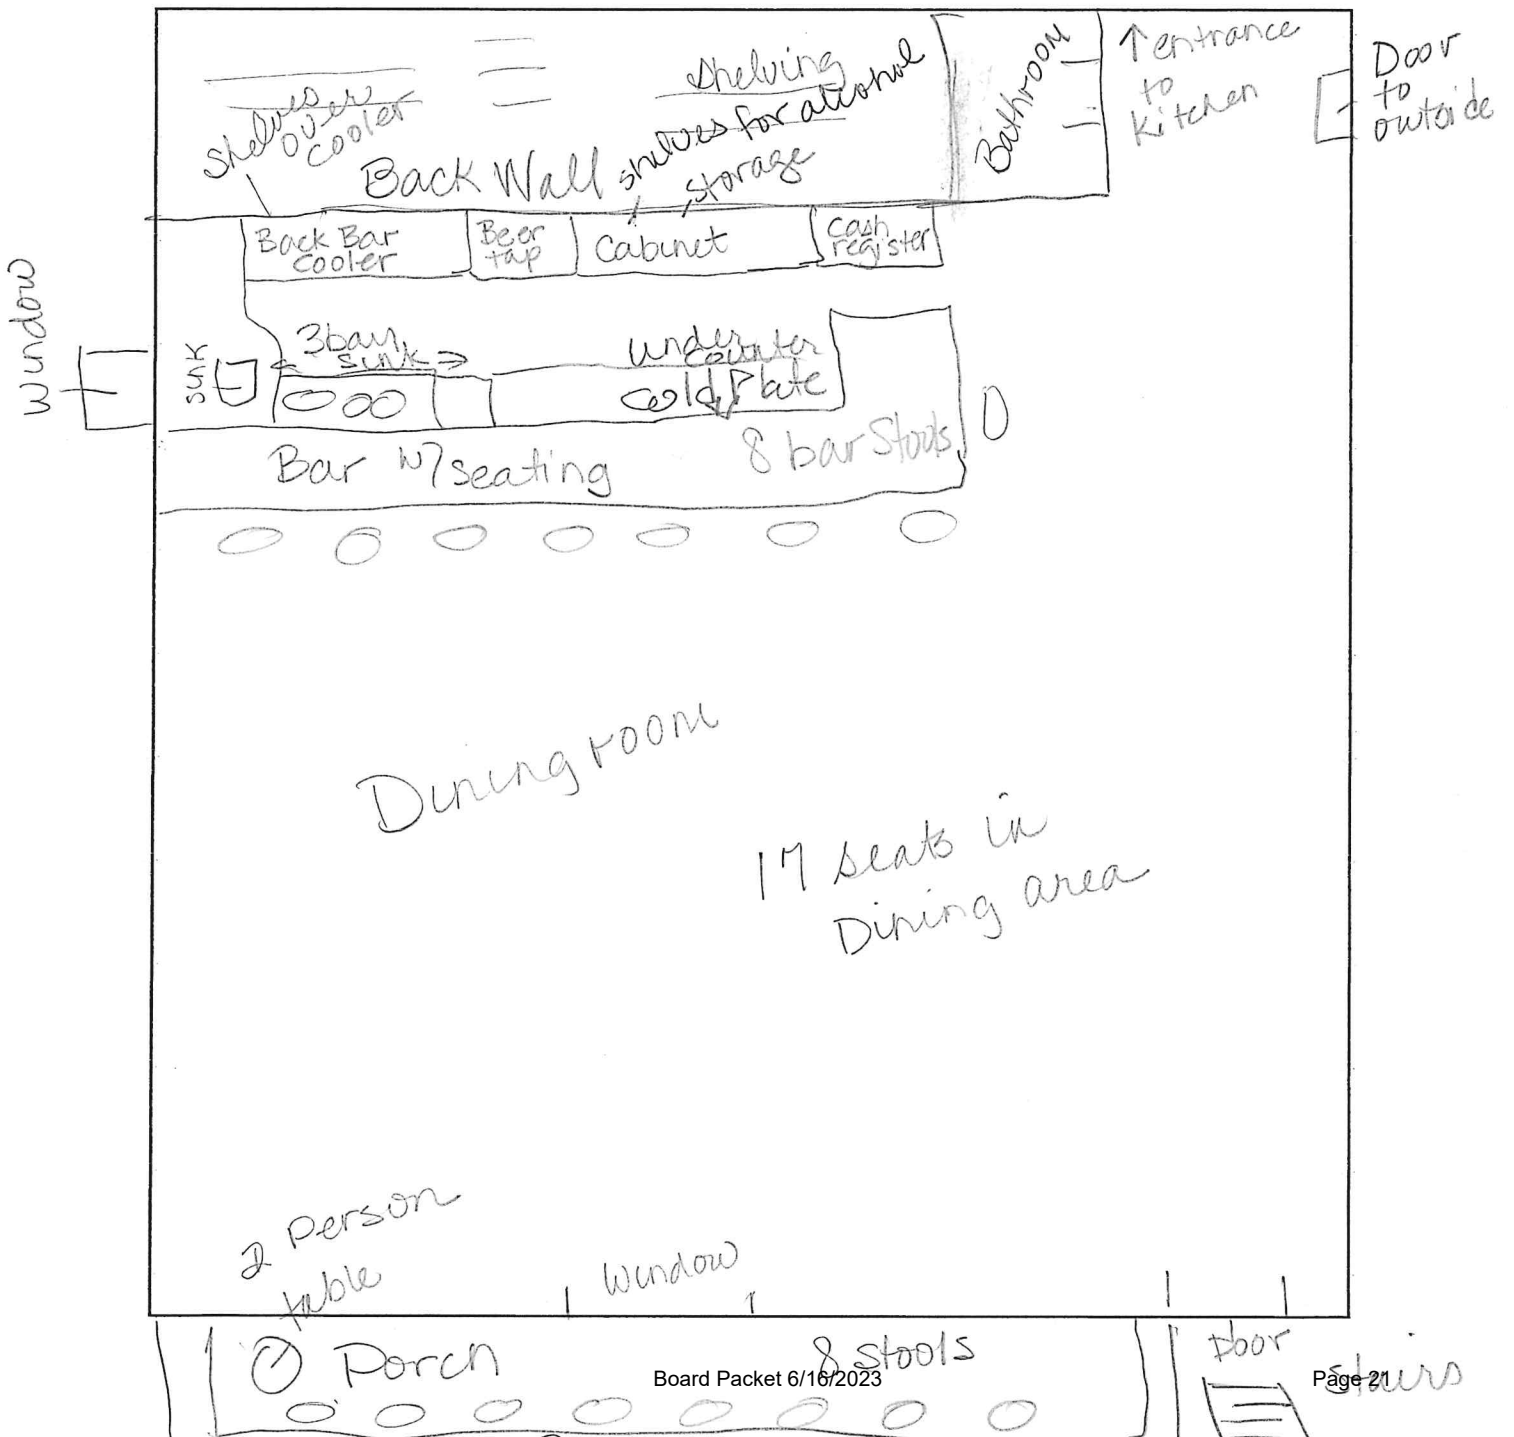 Shelving
shelves for alcohol
storage
shelves
over
cooler
Back Wall
Bathroom
↑ entrance
to
Kitchen
Door
to
outside
Back Bar
cooler
Beer
tap
Cabinet
Cash
register
Window
sink
3 bay
sink
under
counter
Cold Plate
8 bar Stools
Bar w/ seating
Dining room
17 seats in
Dining area
2 Person
table
Window
Porch
8 stools
Door
Stairs
Board Packet 6/16/2023
Page 21